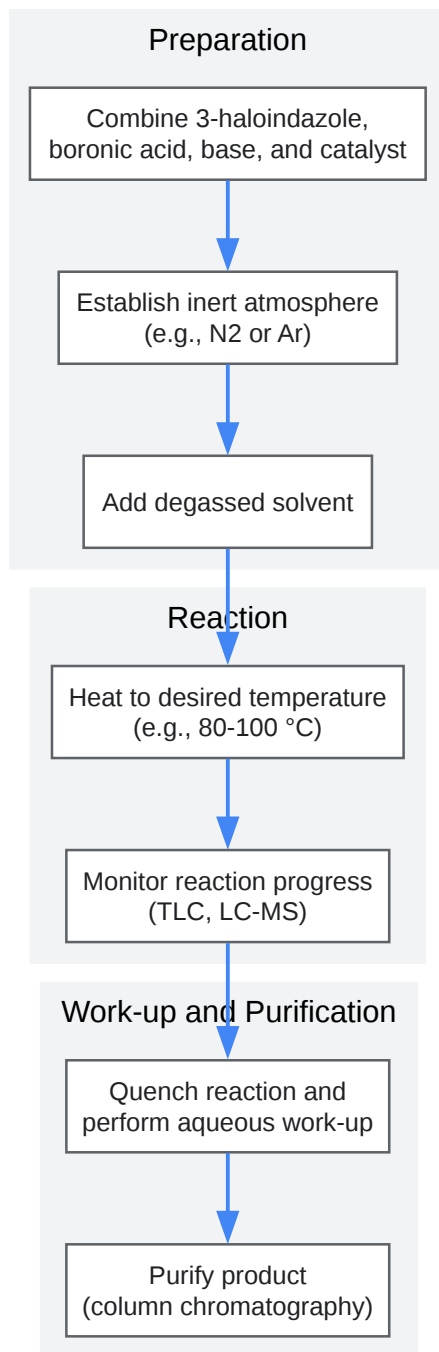 Preparation
Combine 3-haloindazole,
boronic acid, base, and catalyst
Establish inert atmosphere
(e.g., N2 or Ar)
Add degassed solvent
Reaction
Heat to desired temperature
(e.g., 80-100 °C)
Monitor reaction progress
(TLC, LC-MS)
Work-up and Purification
Quench reaction and
perform aqueous work-up
Purify product
(column chromatography)